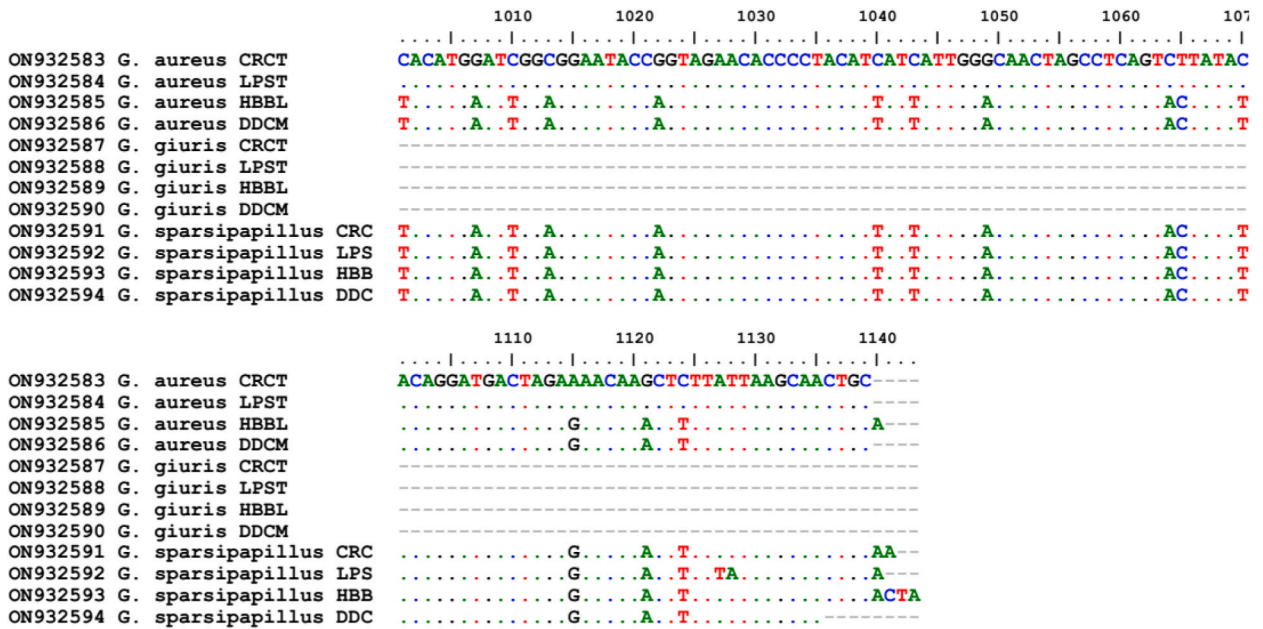 1010 1020 1030 1040 1050 1060 107
ON932583 G. aureus CRCT CACATGGATCGGCGGAATACCGGTAGAACACCCCTACATCATCATTGGGCAACTAGCCTCAGTCTTATAC
ON932584 G. aureus LPST ......................................................................
ON932585 G. aureus HBBL T.....A..T..A........A.................T..T.....A..............AC....T
ON932586 G. aureus DDCM T.....A..T..A........A.................T..T.....A..............AC....T
ON932587 G. giuris CRCT ----------------------------------------------------------------------
ON932588 G. giuris LPST ----------------------------------------------------------------------
ON932589 G. giuris HBBL ----------------------------------------------------------------------
ON932590 G. giuris DDCM ----------------------------------------------------------------------
ON932591 G. sparsipapillus CRC T.....A..T..A........A.................T..T.....A..............AC....T
ON932592 G. sparsipapillus LPS T.....A..T..A........A.................T..T.....A..............AC....T
ON932593 G. sparsipapillus HBB T.....A..T..A........A.................T..T.....A..............AC....T
ON932594 G. sparsipapillus DDC T.....A..T..A........A.................T..T.....A..............AC....T
1110 1120 1130 1140
ON932583 G. aureus CRCT ACAGGATGACTAGAAAACAAGCTCTTATTAAGCAACTGC----
ON932584 G. aureus LPST .......................................----
ON932585 G. aureus HBBL ..............G.....A..T...............A---
ON932586 G. aureus DDCM ..............G.....A..T...............----
ON932587 G. giuris CRCT -------------------------------------------
ON932588 G. giuris LPST -------------------------------------------
ON932589 G. giuris HBBL -------------------------------------------
ON932590 G. giuris DDCM -------------------------------------------
ON932591 G. sparsipapillus CRC ..............G.....A..T...............AA--
ON932592 G. sparsipapillus LPS ..............G.....A..T..TA...........A---
ON932593 G. sparsipapillus HBB ..............G.....A..T...............ACTA
ON932594 G. sparsipapillus DDC ..............G.....A..T...........--------